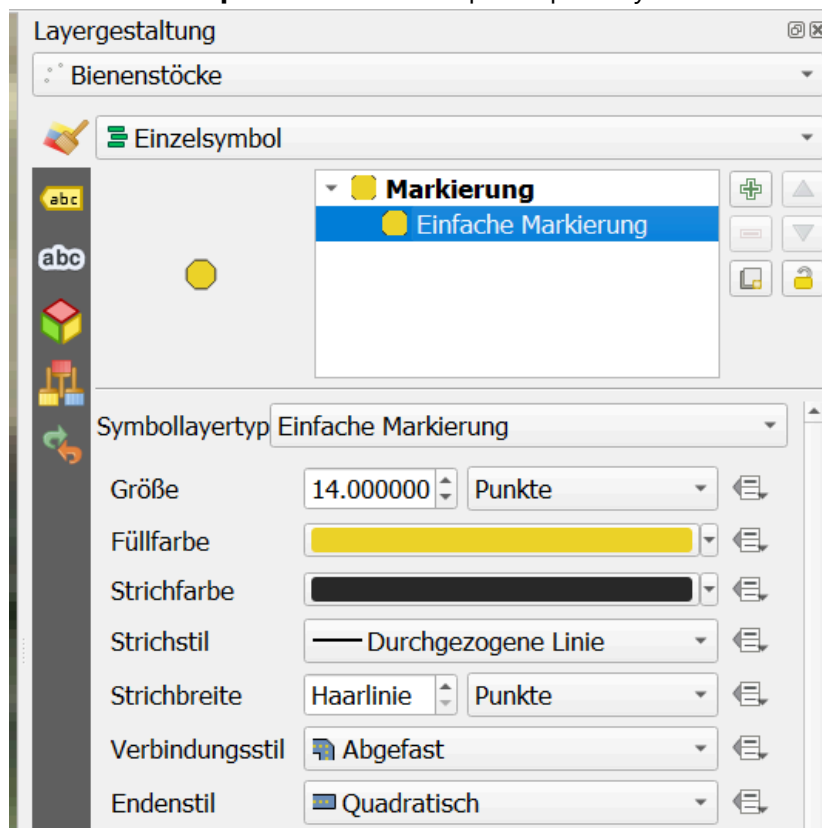 Layergestaltung
Bienenstöcke
Einzelsymbol
abc
Markierung
Einfache Markierung
abc
Symbollayertyp Einfache Markierung
Größe 14.000000 Punkte
Füllfarbe
Strichfarbe
Strichstil Durchgezogene Linie
Strichbreite Haarlinie Punkte
Verbindungsstil Abgefast
Endenstil Quadratisch